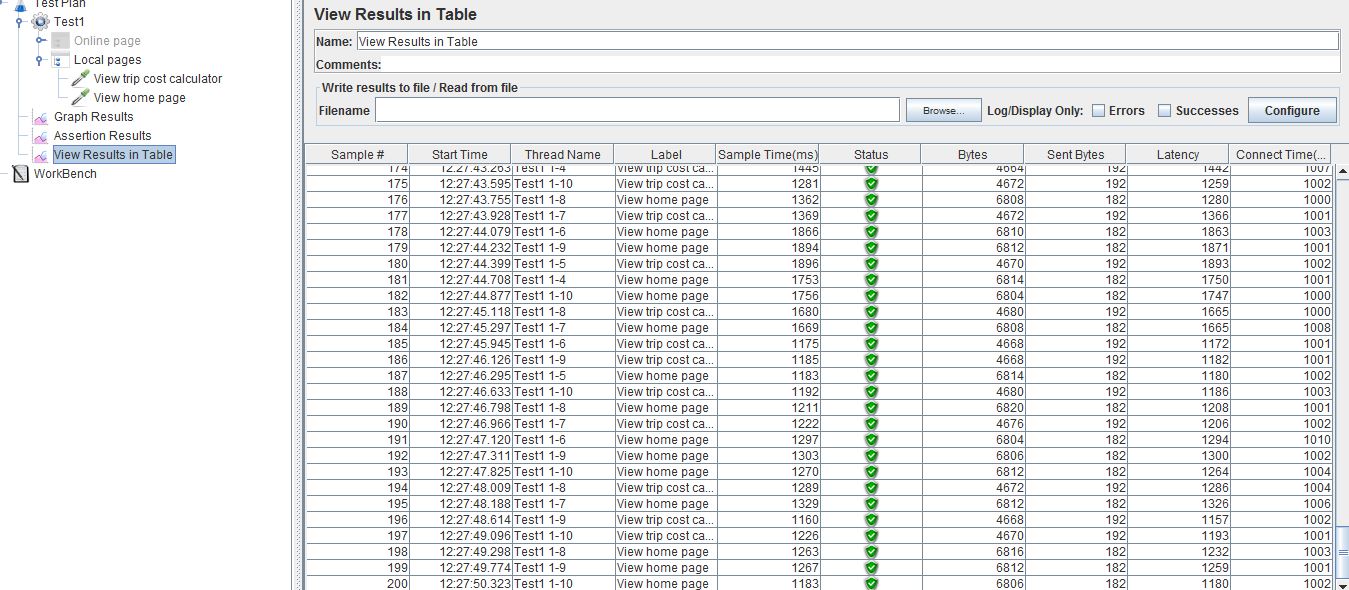 Test Plan
Test1
Online page
Local pages
View trip cost calculator
View home page
Graph Results
Assertion Results
View Results in Table
WorkBench
View Results in Table
Name: View Results in Table
Comments:
Write results to file / Read from file
Filename Browse... Log/Display Only: Errors Successes Configure
Sample # Start Time Thread Name Label Sample Time(ms) Status Bytes Sent Bytes Latency Connect Time(...
174 12:27:43.263 Test1 1-4 View trip cost ca... 1445 4664 192 1442 1007
175 12:27:43.595 Test1 1-10 View trip cost ca... 1281 4672 192 1259 1002
176 12:27:43.755 Test1 1-8 View home page 1362 6808 182 1280 1000
177 12:27:43.928 Test1 1-7 View trip cost ca... 1369 4672 192 1366 1001
178 12:27:44.079 Test1 1-6 View home page 1866 6810 182 1863 1003
179 12:27:44.232 Test1 1-9 View home page 1894 6812 182 1871 1001
180 12:27:44.399 Test1 1-5 View trip cost ca... 1896 4670 192 1893 1002
181 12:27:44.708 Test1 1-4 View home page 1753 6814 182 1750 1001
182 12:27:44.877 Test1 1-10 View home page 1756 6804 182 1747 1000
183 12:27:45.118 Test1 1-8 View trip cost ca... 1680 4680 192 1665 1000
184 12:27:45.297 Test1 1-7 View home page 1669 6808 182 1665 1008
185 12:27:45.945 Test1 1-6 View trip cost ca... 1175 4668 192 1172 1001
186 12:27:46.126 Test1 1-9 View trip cost ca... 1185 4668 192 1182 1001
187 12:27:46.295 Test1 1-5 View home page 1183 6814 182 1180 1002
188 12:27:46.633 Test1 1-10 View trip cost ca... 1192 4680 192 1186 1003
189 12:27:46.798 Test1 1-8 View home page 1211 6820 182 1208 1001
190 12:27:46.966 Test1 1-7 View trip cost ca... 1222 4676 192 1206 1002
191 12:27:47.120 Test1 1-6 View home page 1297 6804 182 1294 1010
192 12:27:47.311 Test1 1-9 View home page 1303 6806 182 1300 1002
193 12:27:47.825 Test1 1-10 View home page 1270 6812 182 1264 1004
194 12:27:48.009 Test1 1-8 View trip cost ca... 1289 4672 192 1286 1004
195 12:27:48.188 Test1 1-7 View home page 1329 6812 182 1326 1006
196 12:27:48.614 Test1 1-9 View trip cost ca... 1160 4668 192 1157 1002
197 12:27:49.096 Test1 1-10 View trip cost ca... 1226 4670 192 1193 1001
198 12:27:49.298 Test1 1-8 View home page 1263 6816 182 1232 1003
199 12:27:49.774 Test1 1-9 View home page 1267 6812 182 1259 1001
200 12:27:50.323 Test1 1-10 View home page 1183 6806 182 1180 1002